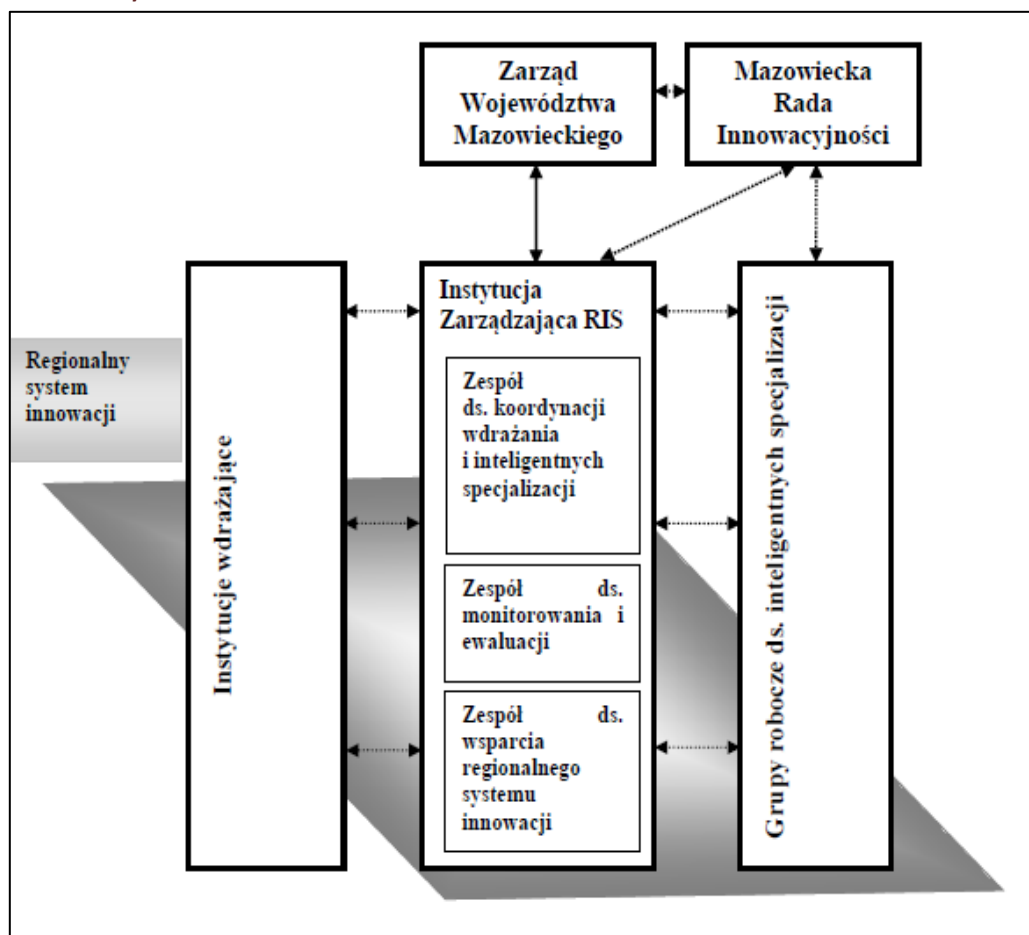 Zarząd
Województwa
Mazowieckiego
Mazowiecka
Rada
Innowacyjności
Regionalny
system
innowacji
Instytucje wdrażające
Instytucja
Zarządzająca RIS
Zespół
ds. koordynacji
wdrażania
i inteligentnych
specjalizacji
Zespół ds.
monitorowania i
ewaluacji
Zespół ds.
wsparcia
regionalnego
systemu
innowacji
Grupy robocze ds. inteligentnych specjalizacji